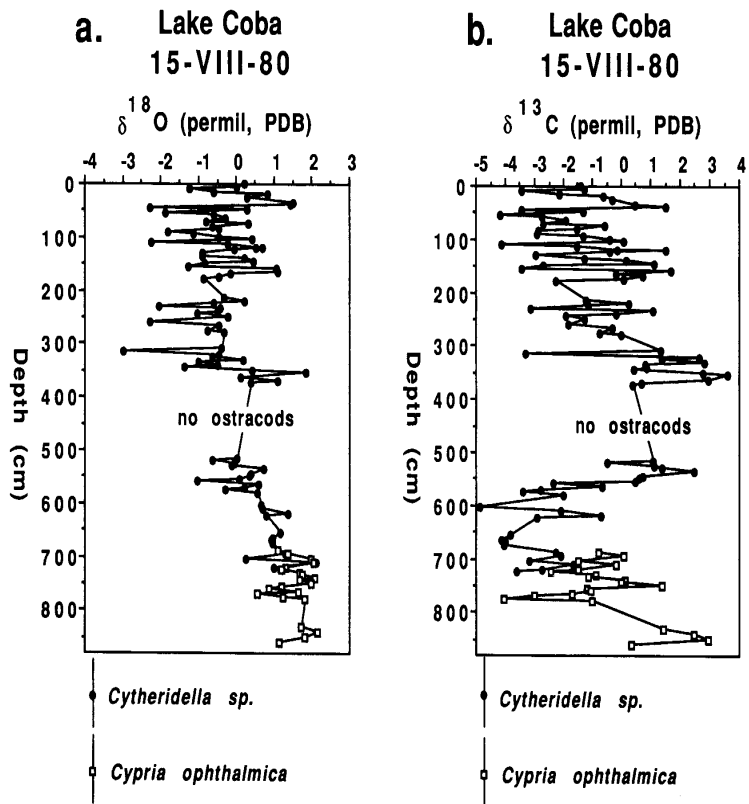 a.
Lake Coba
15-VIII-80
δ18O (permil, PDB)
-4 -3 -2 -1 0 1 2 3
0
100
200
300
400
500
600
700
800
Depth (cm)
no ostracods
Cytheridella sp.
Cypria ophthalmica
b.
Lake Coba
15-VIII-80
δ13C (permil, PDB)
-5 -4 -3 -2 -1 0 1 2 3 4
0
100
200
300
400
500
600
700
800
Depth (cm)
no ostracods
Cytheridella sp.
Cypria ophthalmica